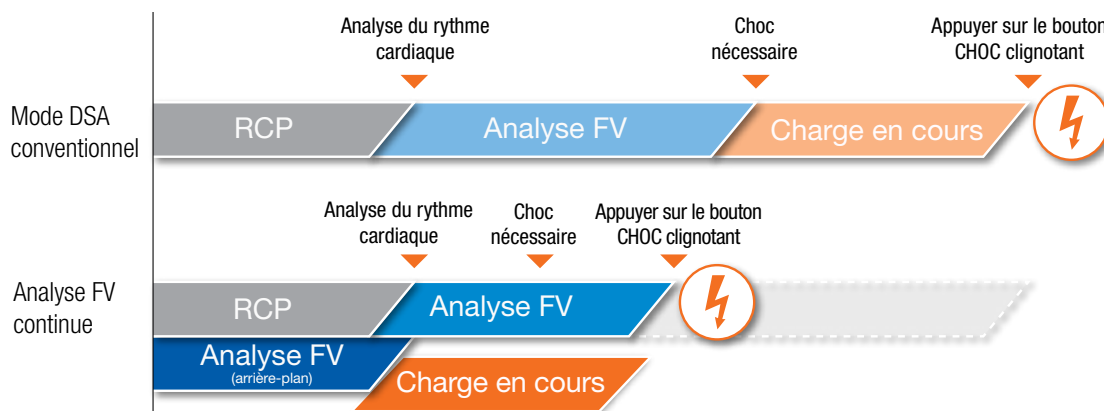 Analyse du rythme
cardiaque
Choc
nécessaire
Appuyer sur le bouton
CHOC clignotant
Mode DSA
conventionnel
RCP
Analyse FV
Charge en cours
Analyse du rythme
cardiaque
Choc
nécessaire
Appuyer sur le bouton
CHOC clignotant
Analyse FV
continue
RCP
Analyse FV
Analyse FV
(arrière-plan)
Charge en cours